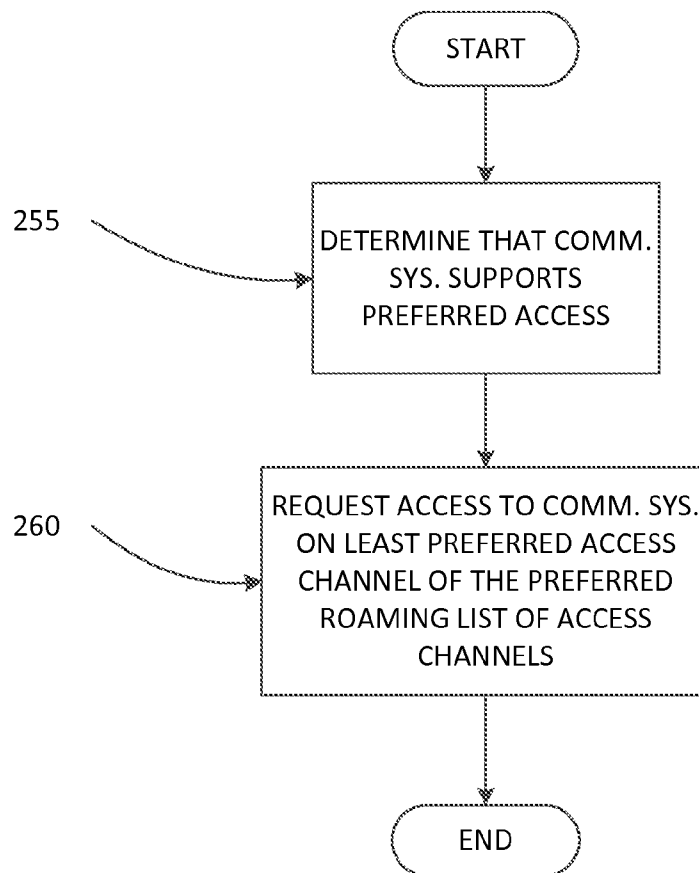 START
255
DETERMINE THAT COMM.
SYS. SUPPORTS
PREFERRED ACCESS
260
REQUEST ACCESS TO COMM. SYS.
ON LEAST PREFERRED ACCESS
CHANNEL OF THE PREFERRED
ROAMING LIST OF ACCESS
CHANNELS
END